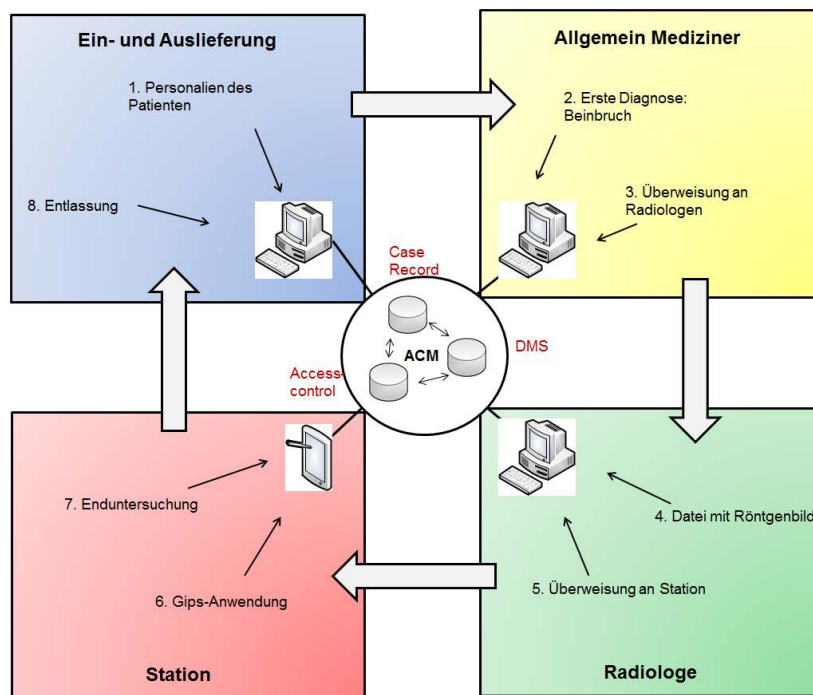 Ein- und Auslieferung
1. Personalien des
Patienten
8. Entlassung
Allgemein Mediziner
2. Erste Diagnose:
Beinbruch
3. Überweisung an
Radiologen
Case
Record
ACM
DMS
Access-
control
7. Enduntersuchung
6. Gips-Anwendung
Station
4. Datei mit Röntgenbild
5. Überweisung an Station
Radiologe